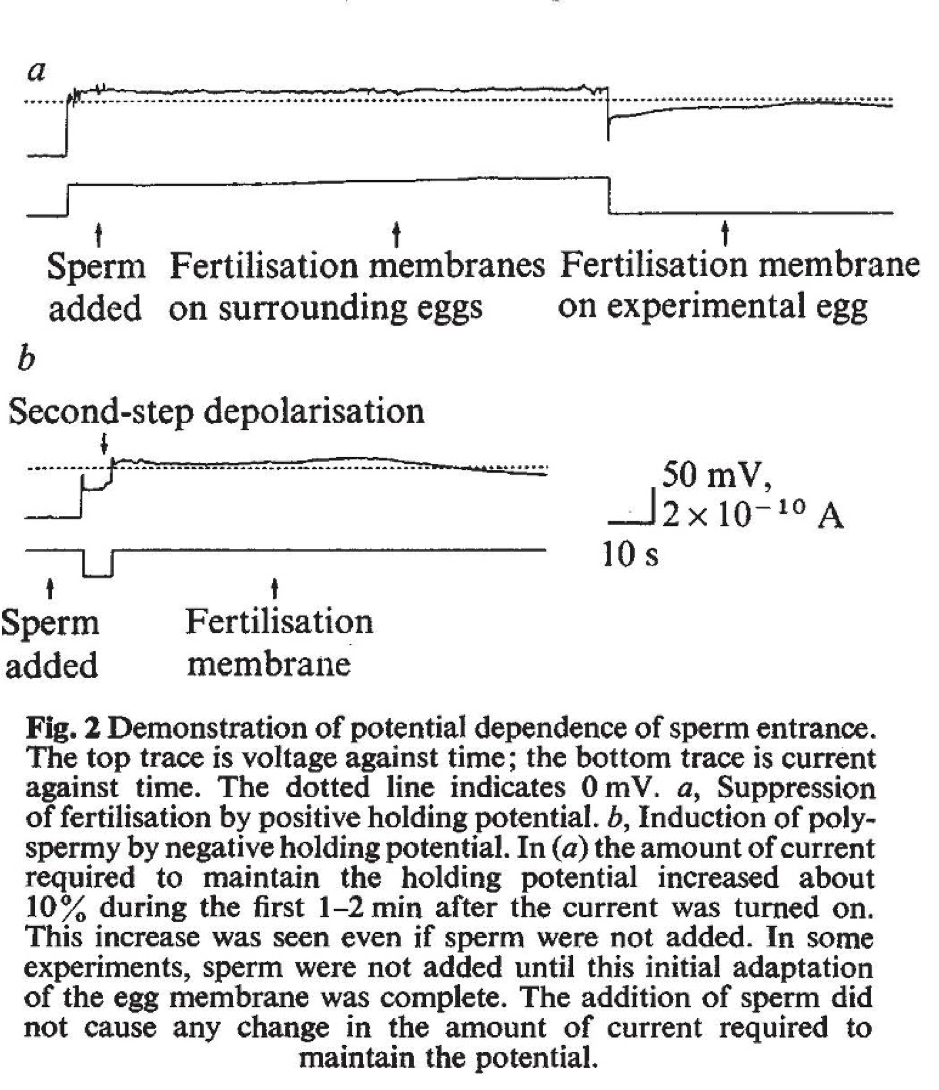 a
Sperm added
Fertilisation membranes on surrounding eggs
Fertilisation membrane on experimental egg
b
Second-step depolarisation
50 mV,
2 × 10⁻¹⁰ A
10 s
Sperm added
Fertilisation membrane
Fig. 2 Demonstration of potential dependence of sperm entrance.
The top trace is voltage against time; the bottom trace is current
against time. The dotted line indicates 0 mV. a, Suppression
of fertilisation by positive holding potential. b, Induction of poly-
spermy by negative holding potential. In (a) the amount of current
required to maintain the holding potential increased about
10% during the first 1–2 min after the current was turned on.
This increase was seen even if sperm were not added. In some
experiments, sperm were not added until this initial adaptation
of the egg membrane was complete. The addition of sperm did
not cause any change in the amount of current required to
maintain the potential.